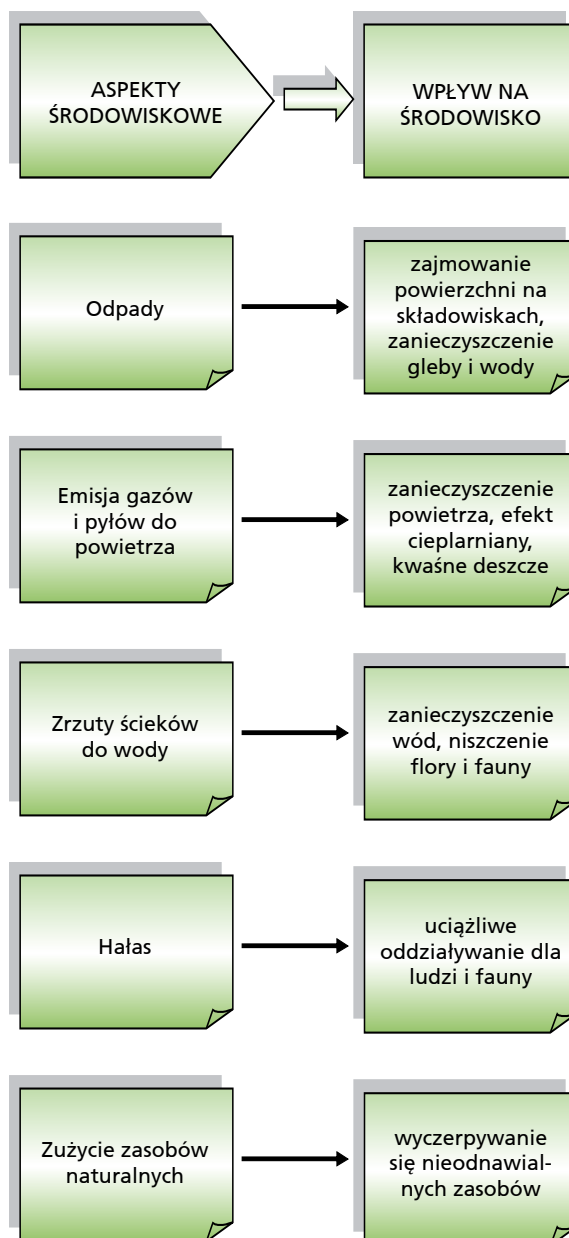 ASPEKTY
ŚRODOWISKOWE
WPŁYW NA
ŚRODOWISKO
Odpady
zajmowanie
powierzchni na
składowiskach,
zanieczyszczenie
gleby i wody
Emisja gazów
i pyłów do
powietrza
zanieczyszczenie
powietrza, efekt
cieplarniany,
kwaśne deszcze
Zrzuty ścieków
do wody
zanieczyszczenie
wód, niszczenie
flory i fauny
Hałas
uciążliwe
oddziaływanie dla
ludzi i fauny
Zużycie zasobów
naturalnych
wyczerpywanie
się nieodnawial-
nych zasobów